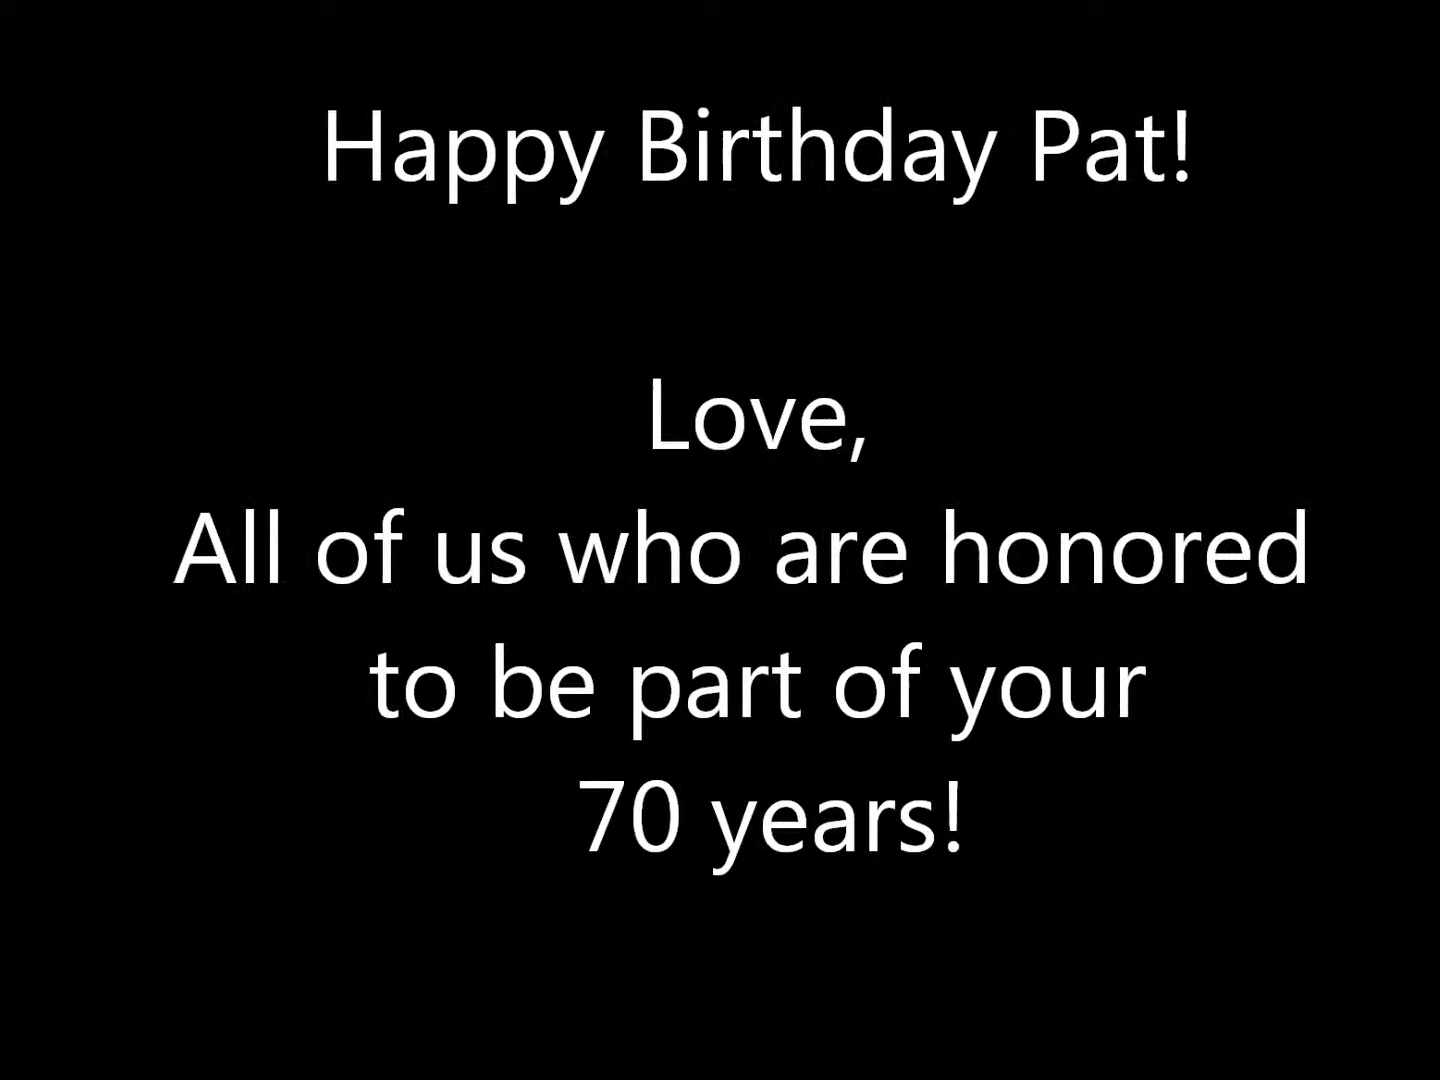 Happy Birthday Pat!
Love,
All of us who are honored
to be part of your
70 years!